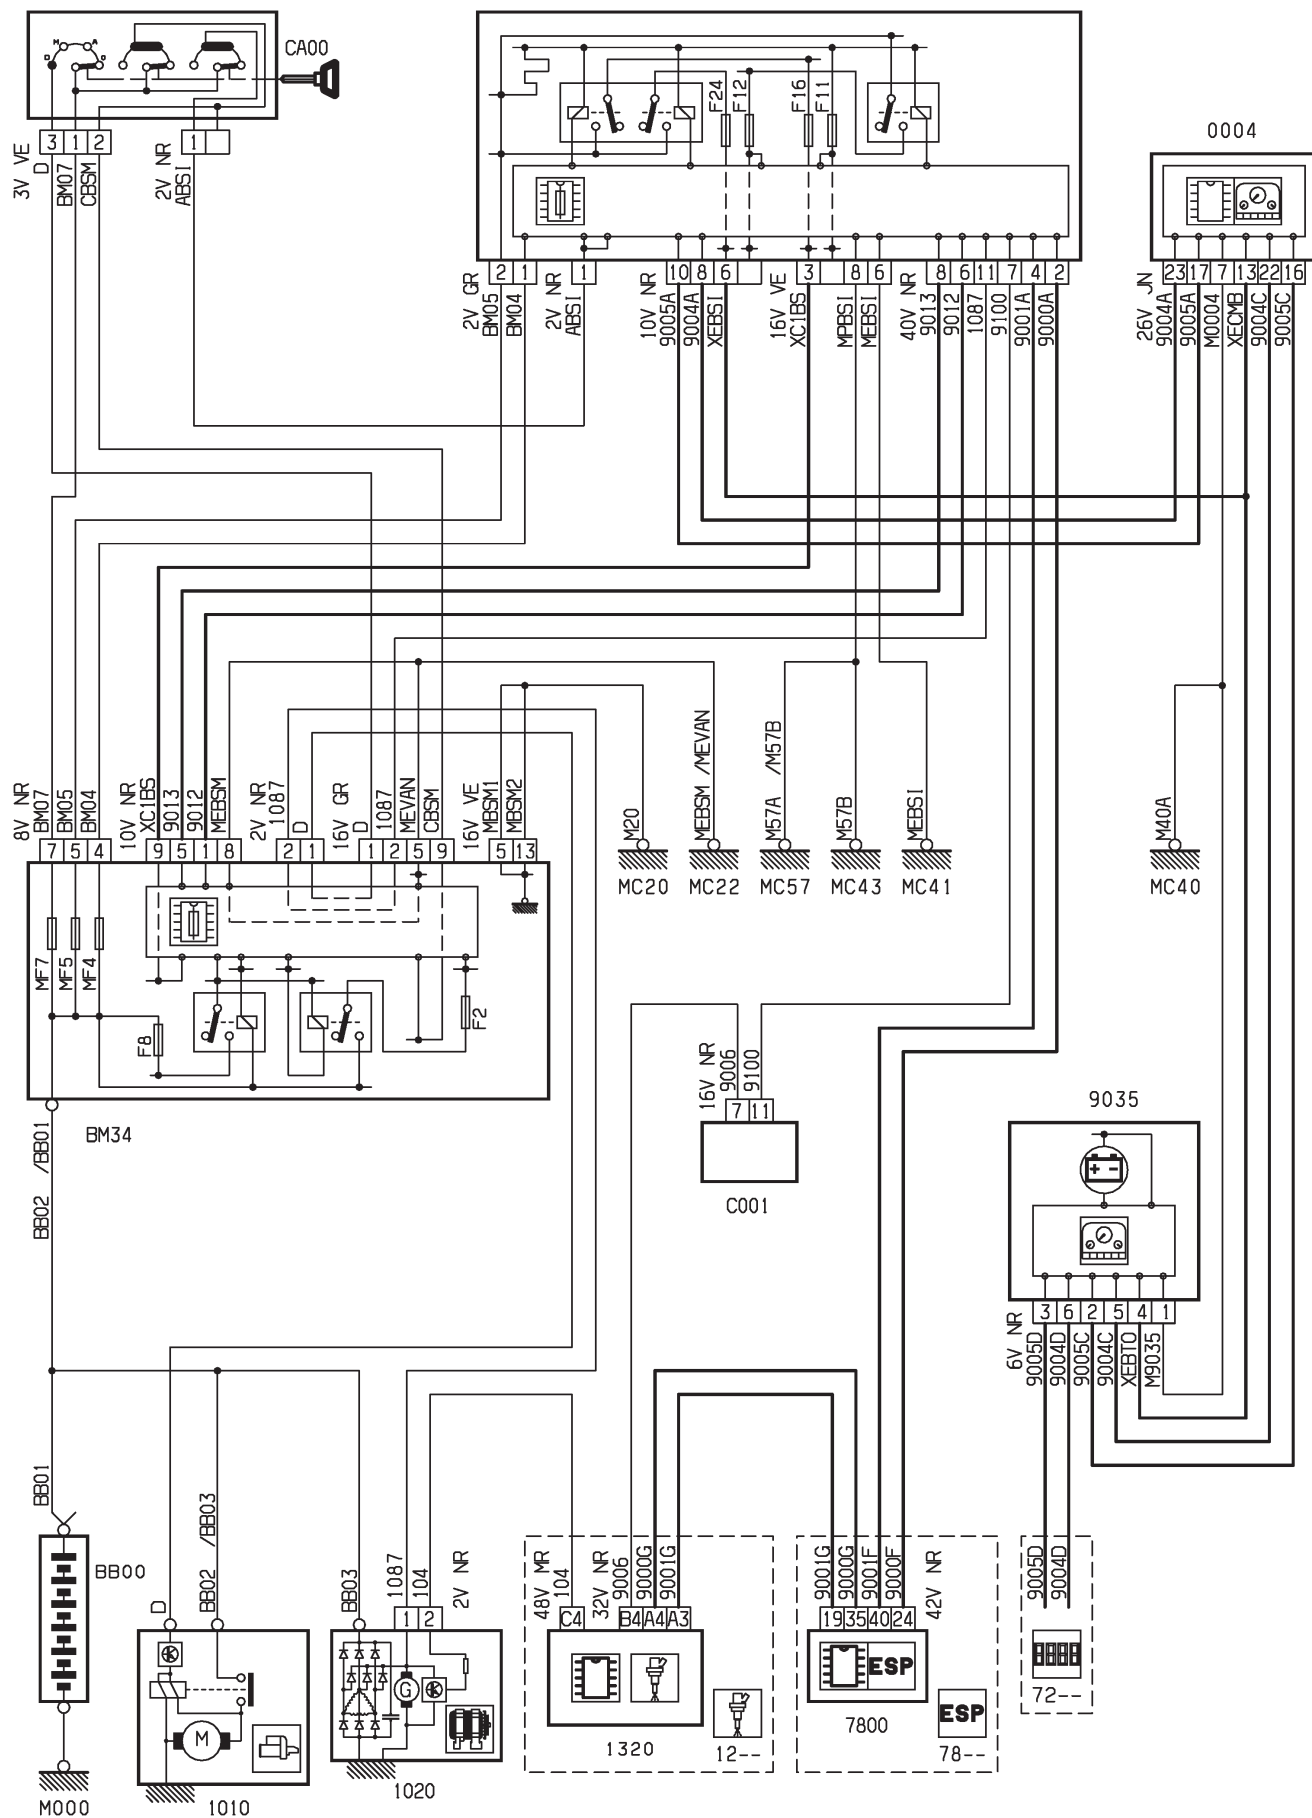 H A
D D
CA00
3 1 2
3V VE
D
BM07
CBSM
1
2V NR
ABSI
F24
F12
F16
F11
2 1
2V GR
BM05
BM04
1
2V NR
ABSI
10 8 6
10V NR
9005A
9004A
XEBSI
3 8 6
16V VE
XC1BS
MPBSI
MEBSI
8 6 11 7 4 2
40V NR
9013
9012
1087
9100
9001A
9000A
0004
23 17 7 13 22 16
26V JN
9004A
9005A
M0004
XECMB
9004C
9005C
8V NR
BM07
BM05
BM04
7 5 4
10V NR
XC1BS
9013
9012
MEBSM
9 5 1 8
2V NR
1087
D
2 1
16V GR
D
1087
MEVAN
CBSM
1 2 5 9
16V VE
MBSM1
MBSM2
5 13
M20
MC20
MEBSM /MEVAN
MC22
M57A /M57B
MC57
M57B
MC43
MEBSI
MC41
M40A
MC40
MF7
MF5
MF4
F8
F2
BM34
BB02 /BB01
16V NR
9006
9100
7 11
C001
9035
+ -
3 6 2 5 4 1
6V NR
9005D
9004D
9005C
9004C
XEBTO
M9035
BB01
BB00
M000
D
BB02 /BB03
M
1010
BB03
1087
104
2V NR
1 2
G
1020
48V MR
104
32V NR
9006
9000G
9001G
C4 B4 A4 A3
1320
12--
9001G
9000G
9001F
9000F
42V NR
19 35 40 24
ESP
7800
ESP
78--
9005D
9004D
72--